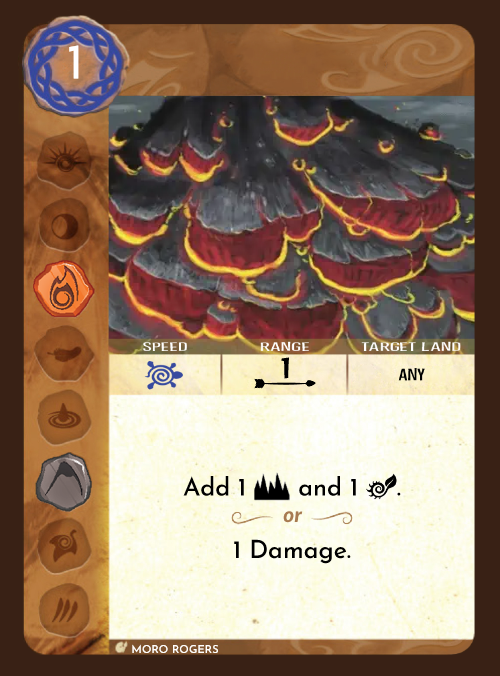 1
SPEED RANGE TARGET LAND
1 ANY
Add 1 and 1 .
or
1 Damage.
MORO ROGERS